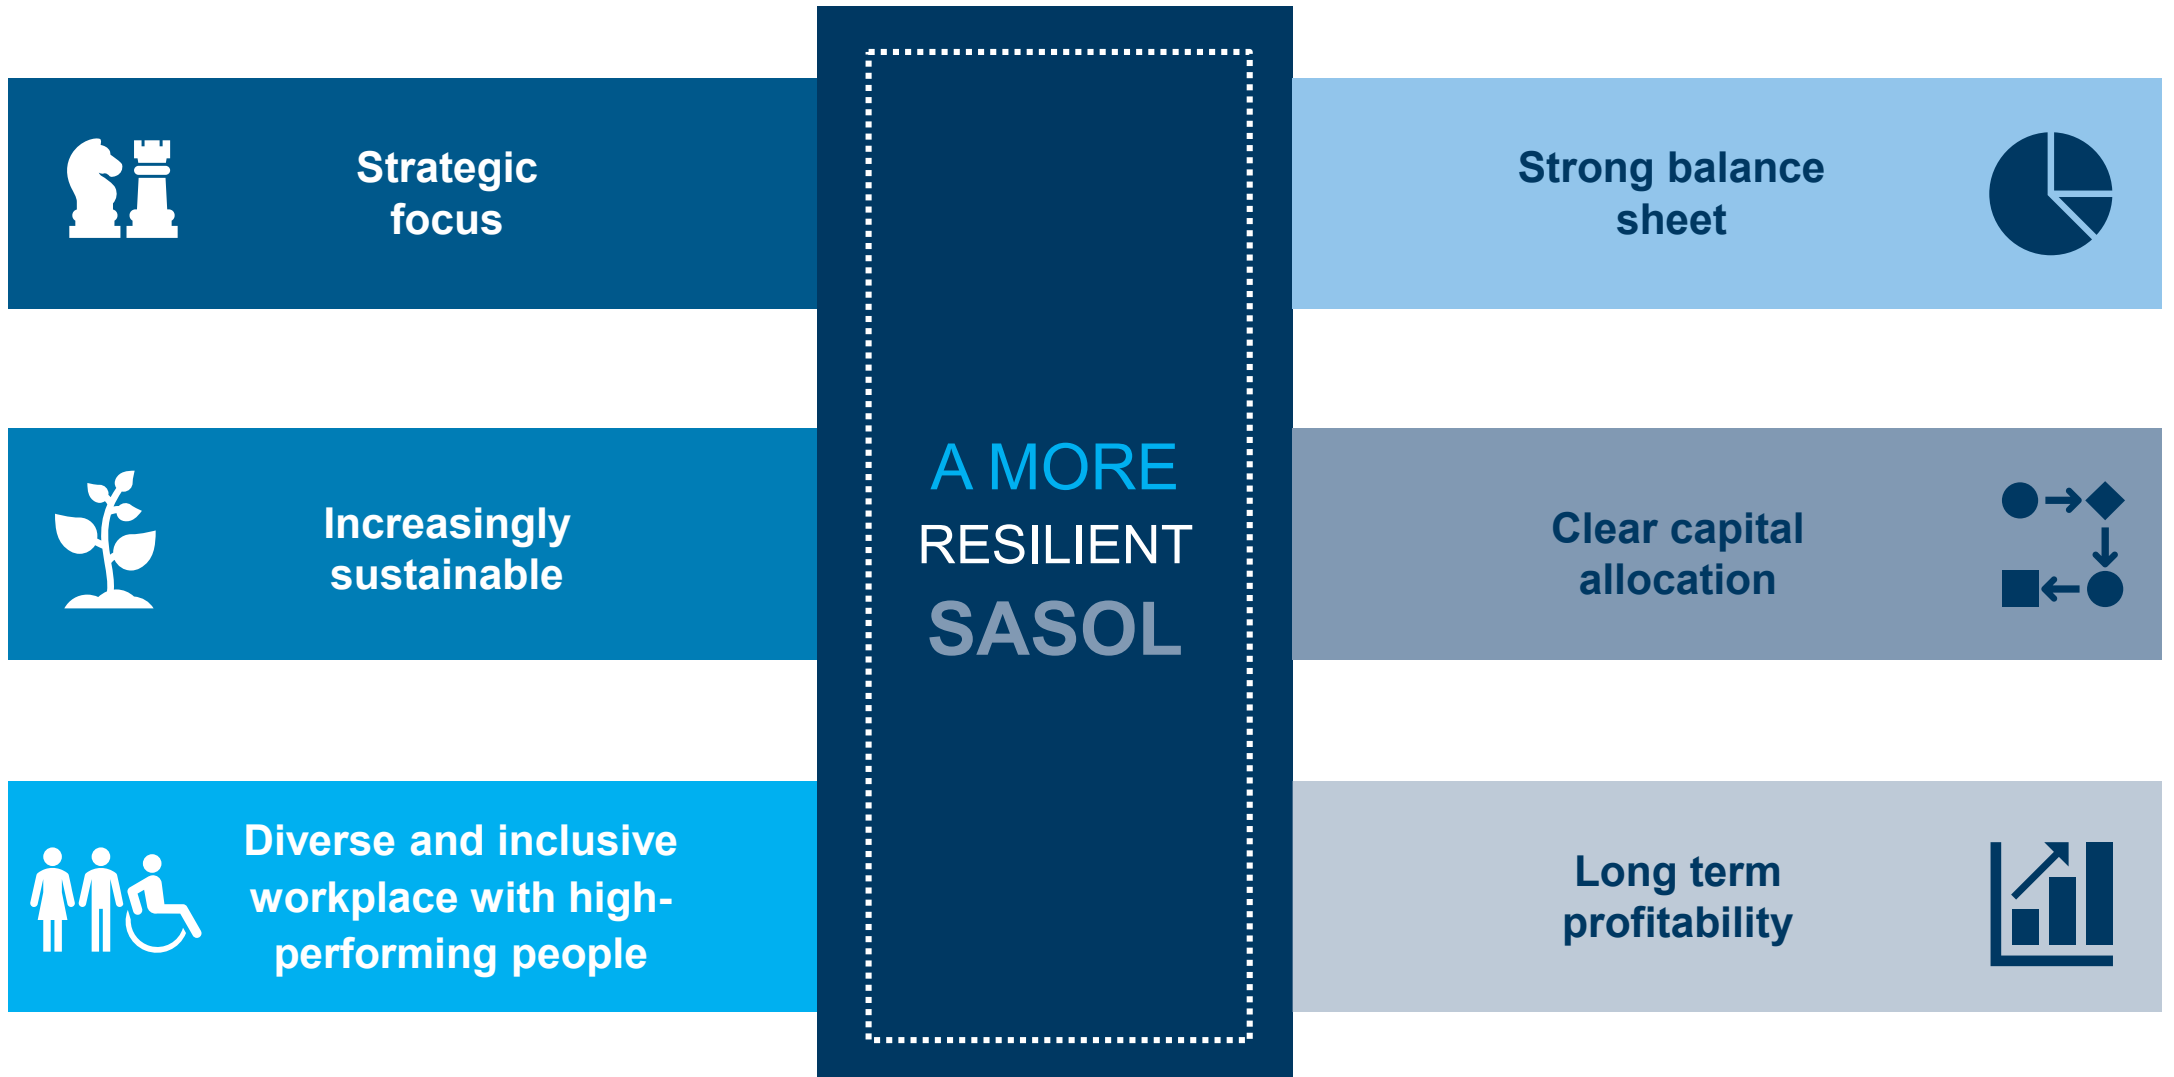 Strategic
focus
Increasingly
sustainable
Diverse and inclusive
workplace with high-
performing people
A MORE
RESILIENT
SASOL
Strong balance
sheet
Clear capital
allocation
Long term
profitability